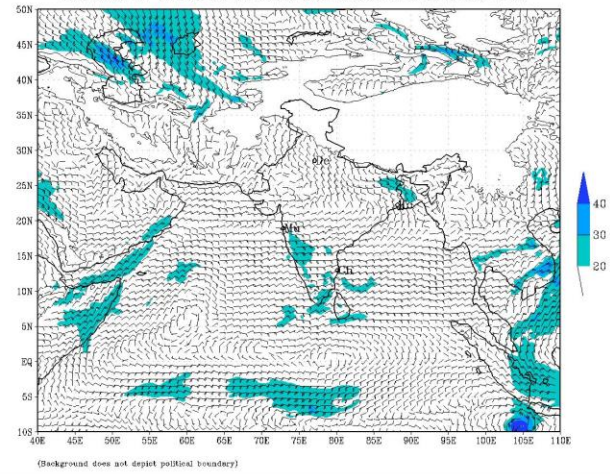 50N
45N
40N
35N
30N
25N
20N
15N
10N
5N
EQ
5S
10S
40E 45E 50E 55E 60E 65E 70E 75E 80E 85E 90E 95E 100E 105E 110E
De
Mu
Ch
40
30
20
(Background does not depict political boundary)